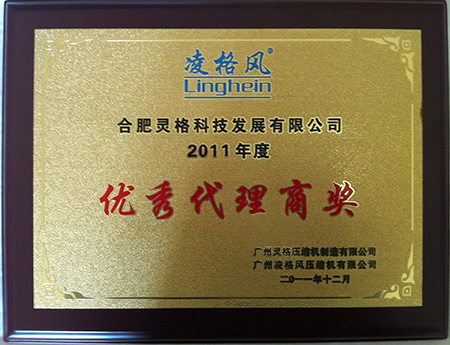 凌格风®
Linghein
合肥灵格科技发展有限公司
2011年度
优秀代理商奖
广州灵格压缩机制造有限公司
广州凌格风压缩机有限公司
二〇一一年十二月